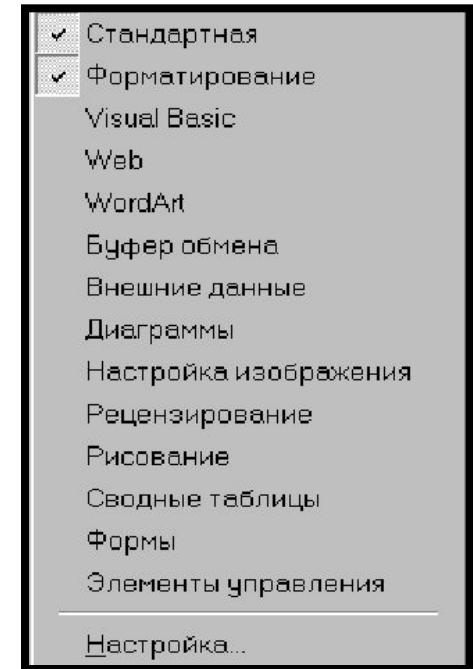 Стандартная
Форматирование
Visual Basic
Web
WordArt
Буфер обмена
Внешние данные
Диаграммы
Настройка изображения
Рецензирование
Рисование
Сводные таблицы
Формы
Элементы управления
Настройка...